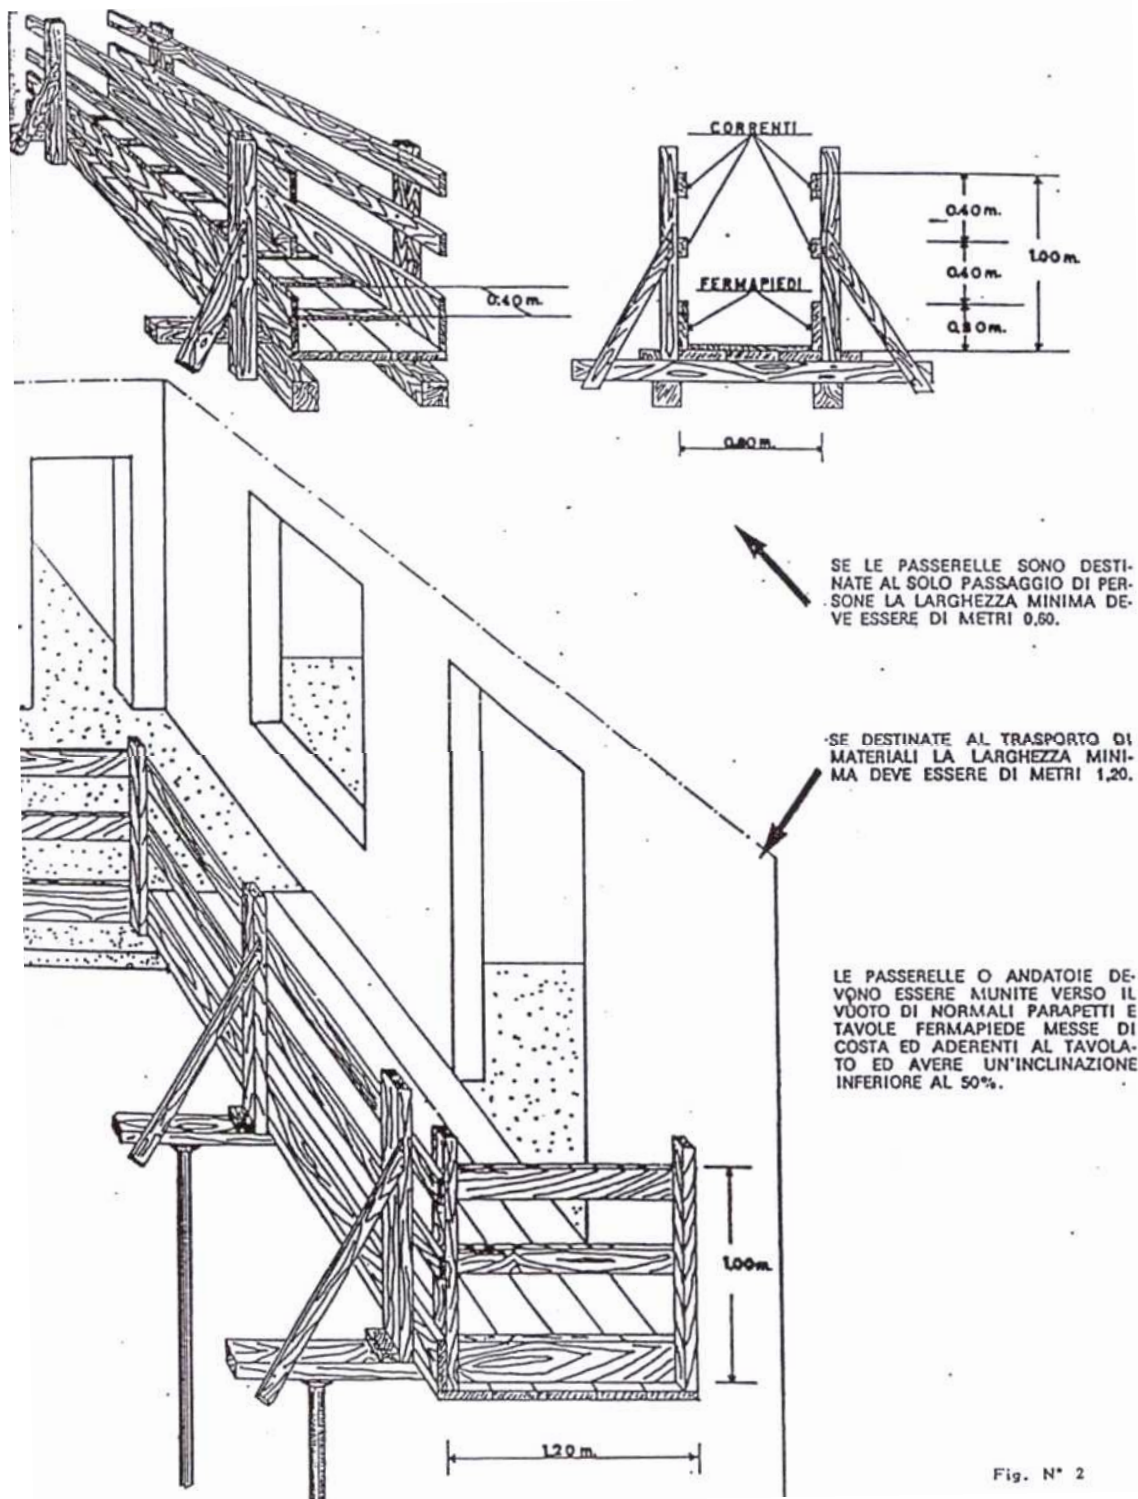 CORRENTI
0.40 m.
1.00 m.
FERMAPIEDI
0.40 m.
0.40 m.
0.80 m.
SE LE PASSERELLE SONO DESTI-
NATE AL SOLO PASSAGGIO DI PER-
SONE LA LARGHEZZA MINIMA DE-
VE ESSERE DI METRI 0,60.
SE DESTINATE AL TRASPORTO DI
MATERIALI LA LARGHEZZA MINI-
MA DEVE ESSERE DI METRI 1,20.
LE PASSERELLE O ANDATOIE DE-
VONO ESSERE MUNITE VERSO IL
VUOTO DI NORMALI PARAPETTI E
TAVOLE FERMAPIEDE MESSE DI
COSTA ED ADERENTI AL TAVOLA-
TO ED AVERE UN'INCLINAZIONE
INFERIORE AL 50%.
1.00 m.
1.20 m.
Fig. N° 2